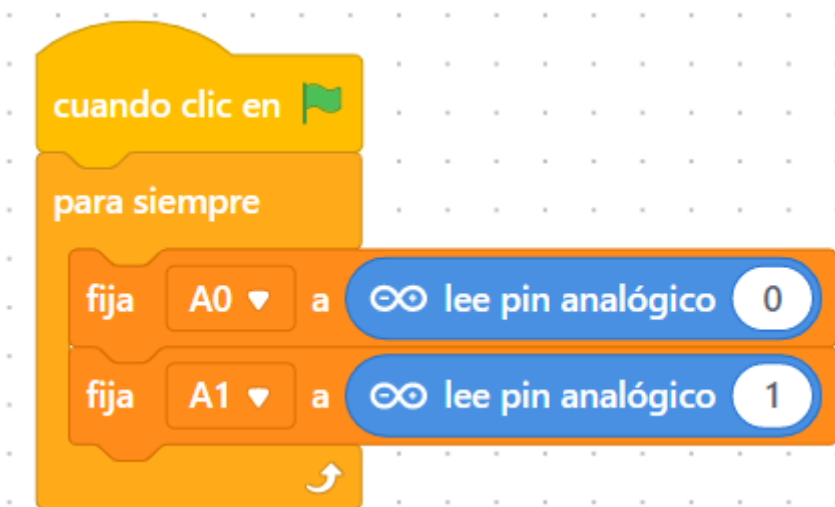 cuando clic en
para siempre
fija A0 a lee pin analógico 0
fija A1 a lee pin analógico 1